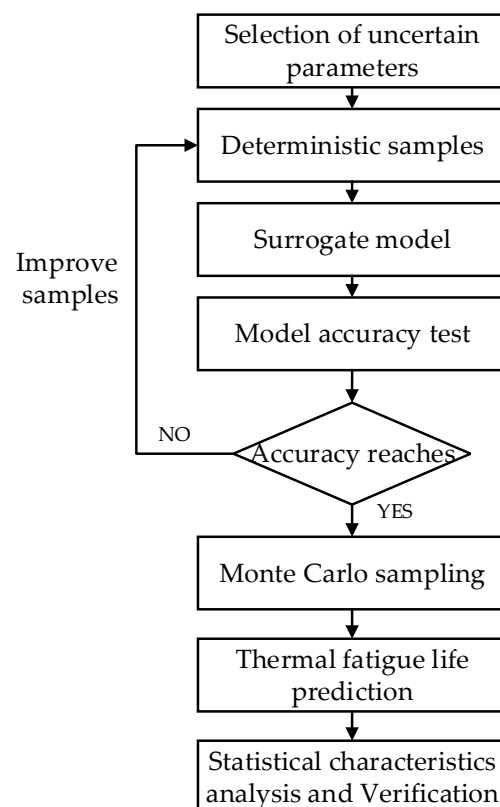 Selection of uncertain
parameters
Deterministic samples
Surrogate model
Improve
samples
Model accuracy test
NO
Accuracy reaches
YES
Monte Carlo sampling
Thermal fatigue life
prediction
Statistical characteristics
analysis and Verification